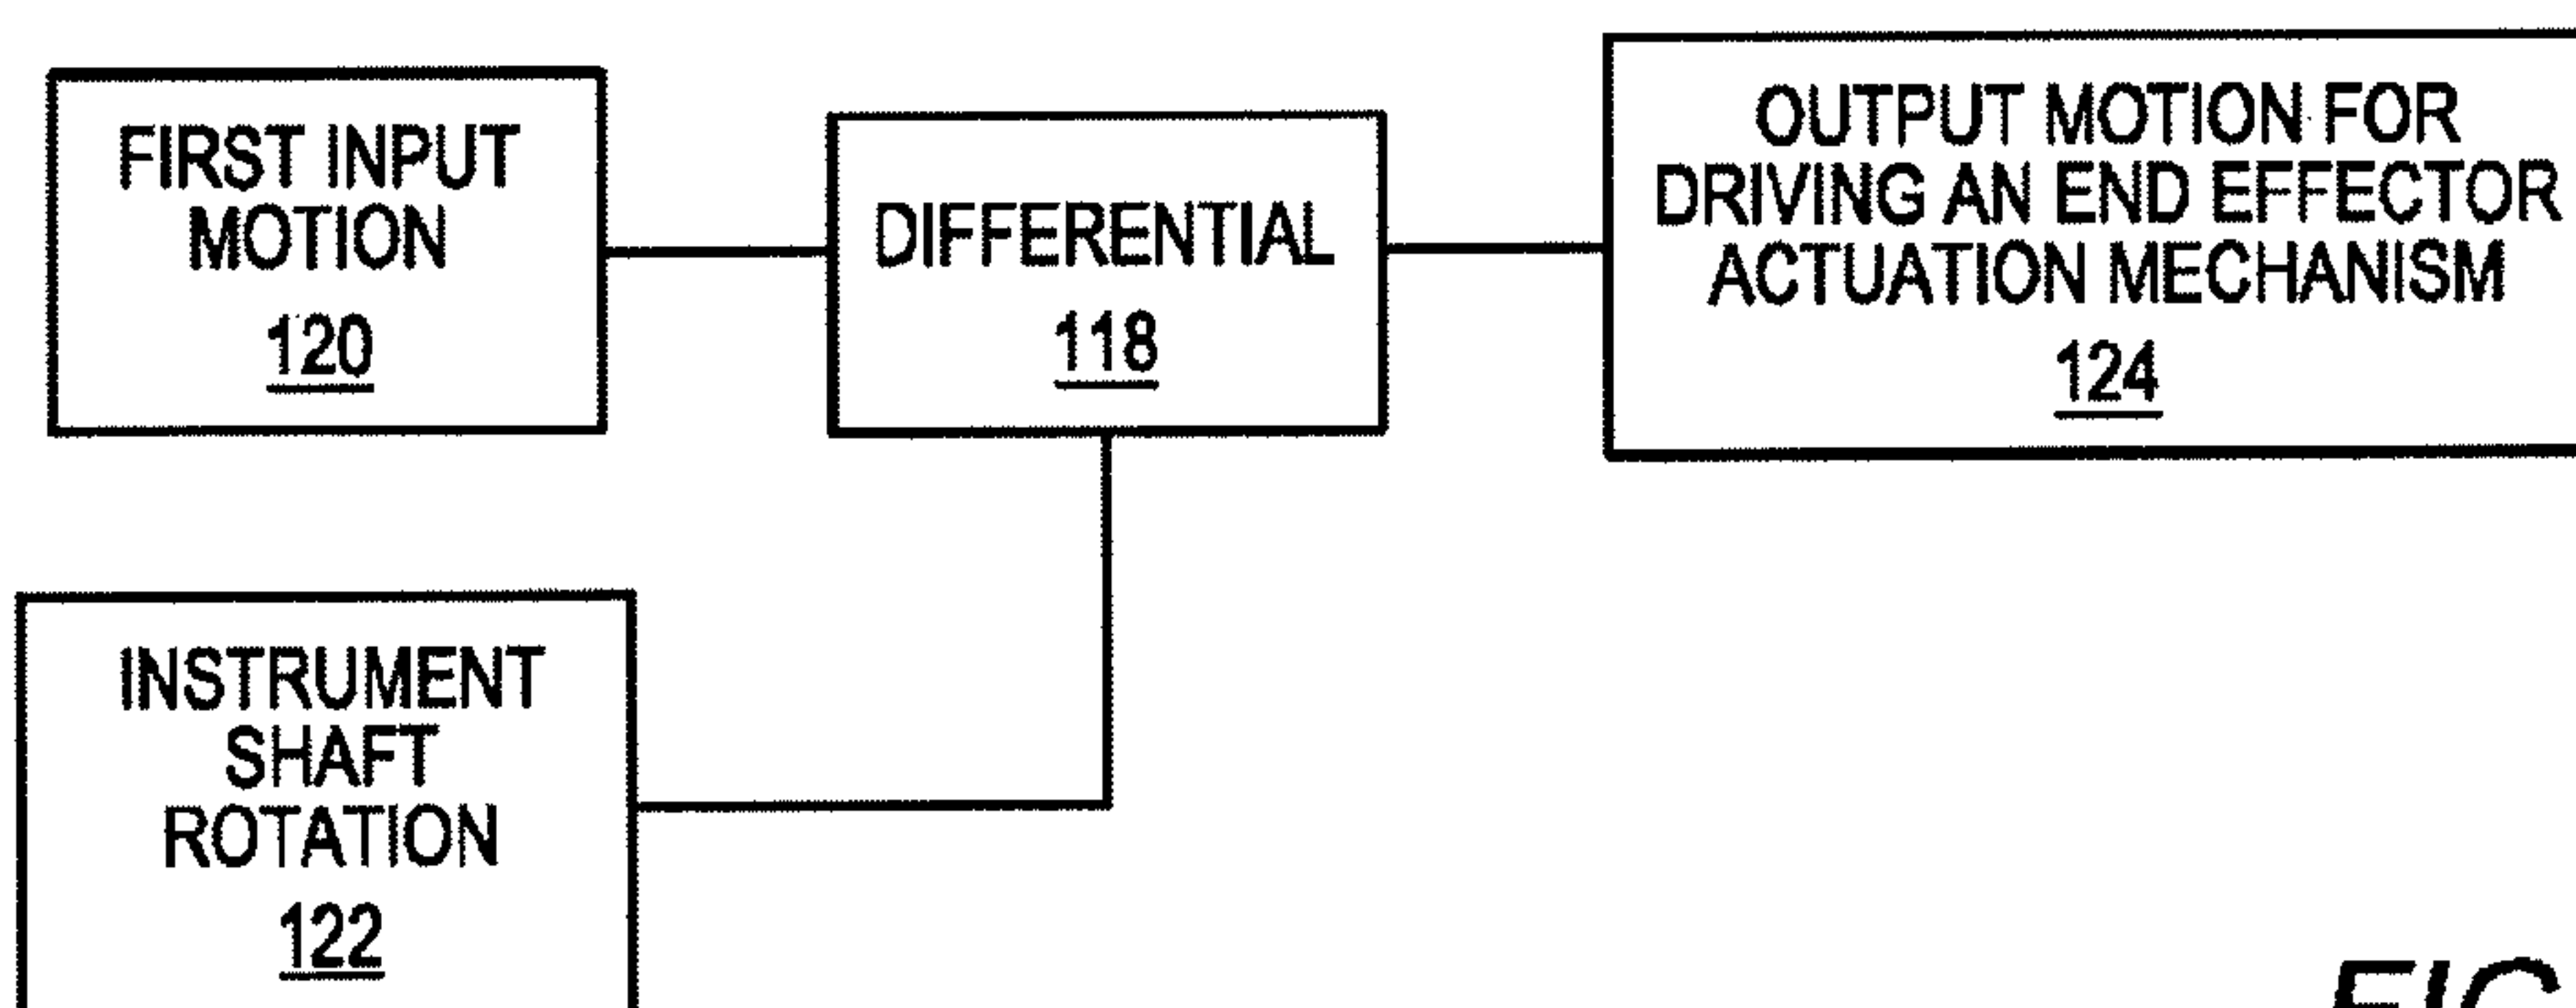 FIRST INPUT
MOTION
120
DIFFERENTIAL
118
OUTPUT MOTION FOR
DRIVING AN END EFFECTOR
ACTUATION MECHANISM
124
INSTRUMENT
SHAFT
ROTATION
122
FIG